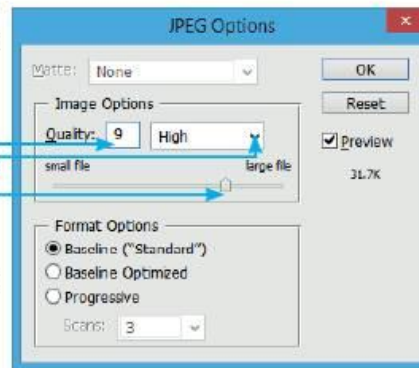 JPEG Options
Matte: None
OK
Image Options
Reset
Quality: 9 High
Preview
small file large file
31.7K
Format Options
Baseline ("Standard")
Baseline Optimized
Progressive
Scans: 3